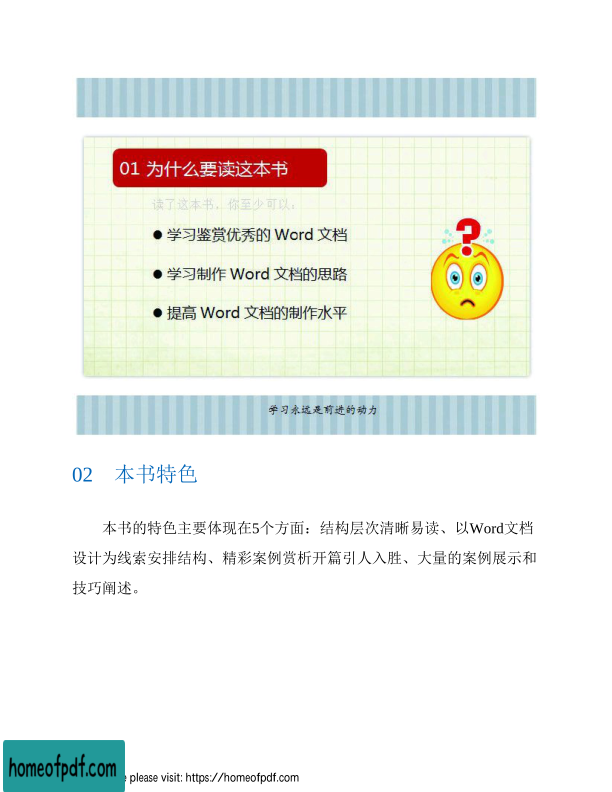 01 为什么要读这本书
读了这本书，你至少可以：
● 学习鉴赏优秀的 Word 文档
● 学习制作 Word 文档的思路
● 提高 Word 文档的制作水平
?
学习永远是前进的动力
02 本书特色
本书的特色主要体现在5个方面：结构层次清晰易读、以Word文档
设计为线索安排结构、精彩案例赏析开篇引人入胜、大量的案例展示和
技巧阐述。
homeofpdf.com
e please visit: https://homeofpdf.com